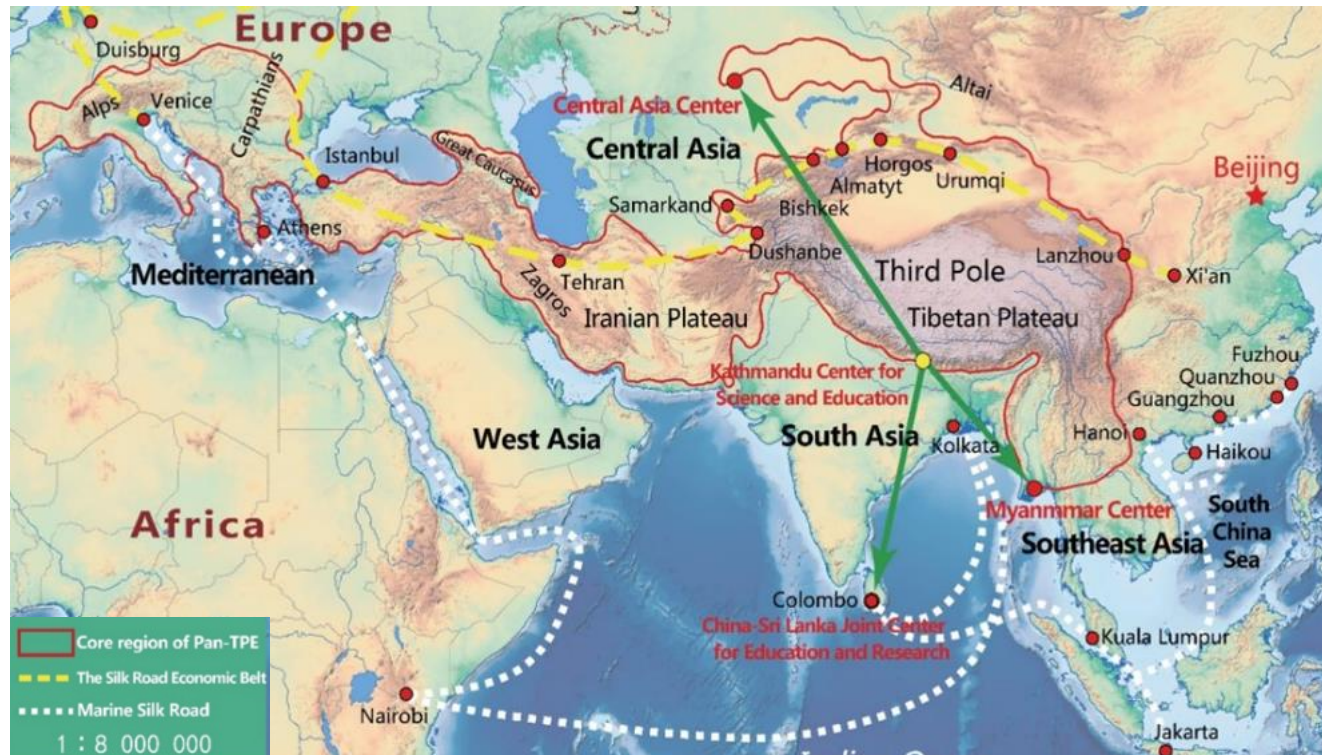 Europe
Duisburg
Alps
Venice
Carpathians
Istanbul
Great Caucasus
Athens
Mediterranean
Central Asia Center
Central Asia
Altai
Horgos
Almatyt
Urumqi
Bishkek
Samarkand
Dushanbe
Beijing
Lanzhou
Xi'an
Tehran
Zagros
Iranian Plateau
Third Pole
Tibetan Plateau
Kathmandu Center for
Science and Education
West Asia
South Asia
Kolkata
Fuzhou
Quanzhou
Guangzhou
Hanoi
Haikou
Africa
Myanmmar Center
Southeast Asia
South
China
Sea
Colombo
China-Sri Lanka Joint Center
for Education and Research
Kuala Lumpur
Nairobi
Jakarta
Core region of Pan-TPE
The Silk Road Economic Belt
Marine Silk Road
1 : 8 000 000